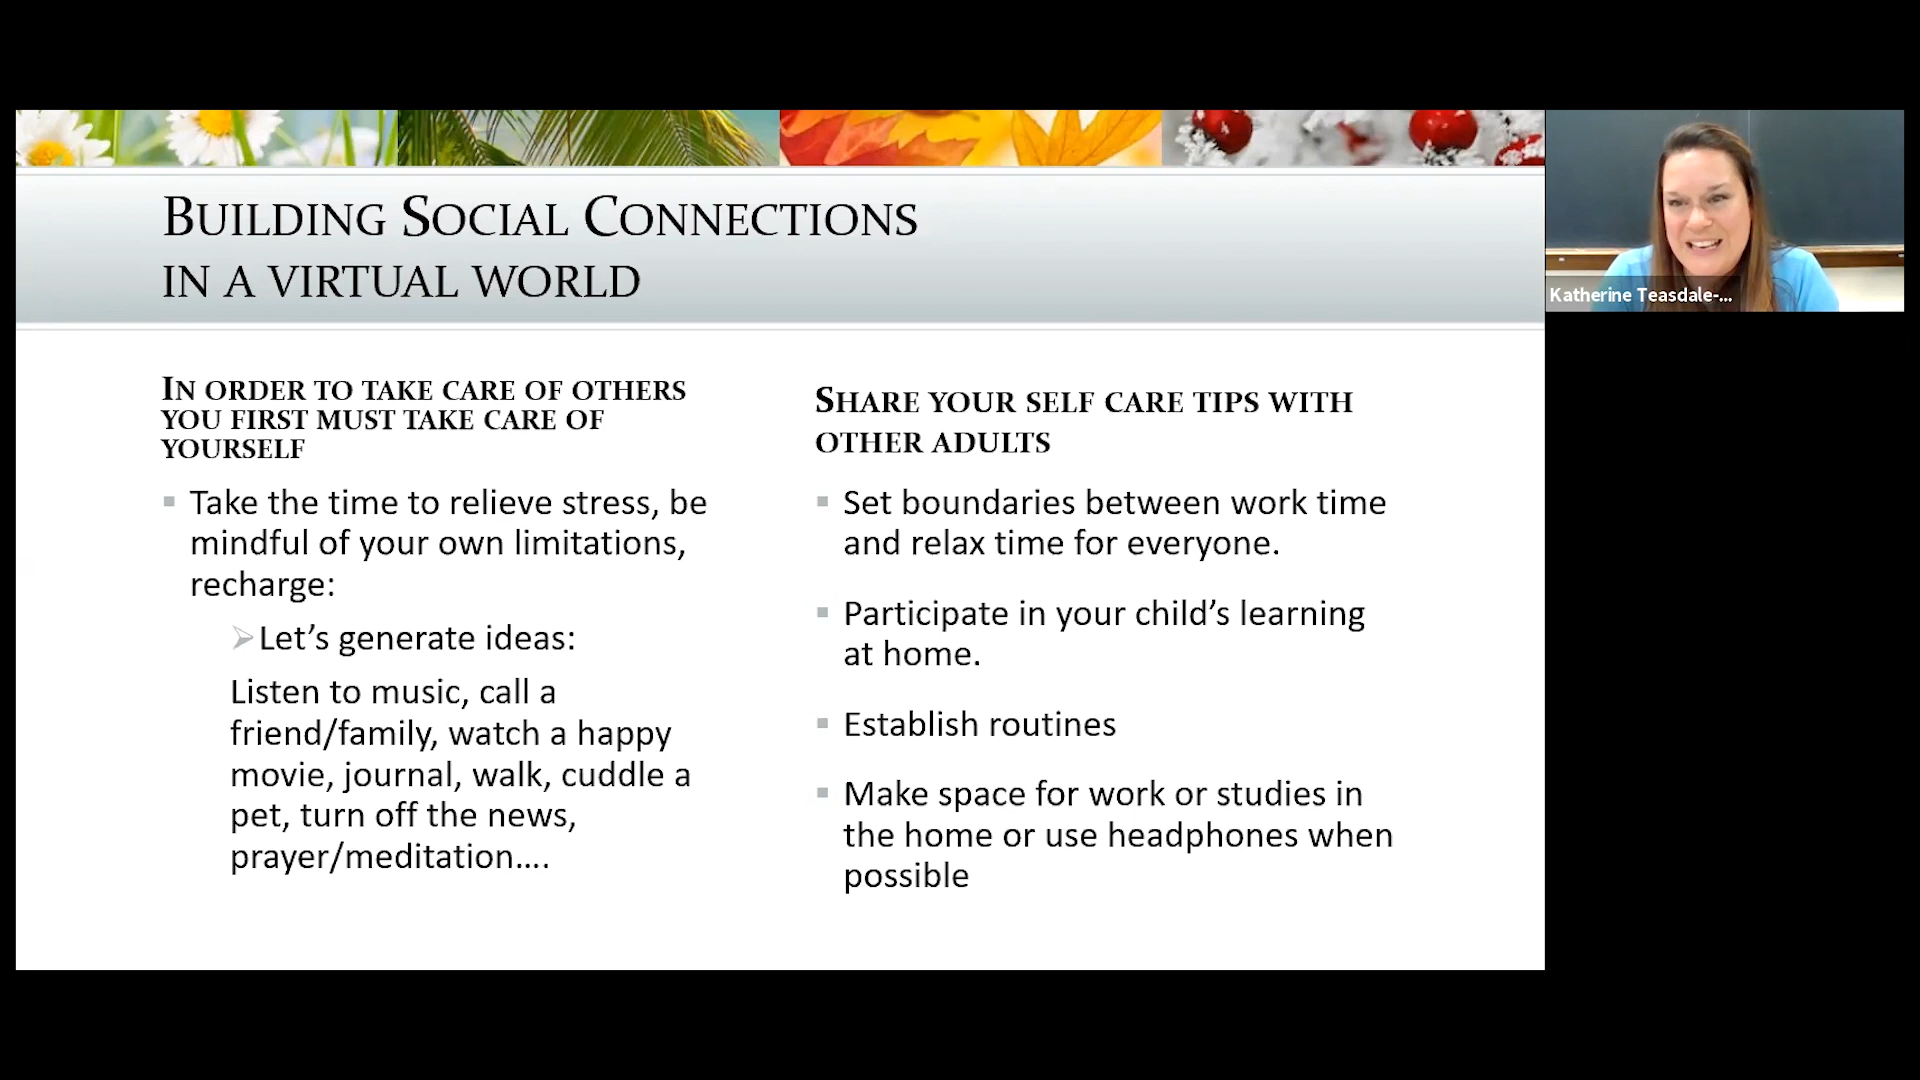 BUILDING SOCIAL CONNECTIONS
IN A VIRTUAL WORLD
IN ORDER TO TAKE CARE OF OTHERS
YOU FIRST MUST TAKE CARE OF
YOURSELF
Take the time to relieve stress, be
mindful of your own limitations,
recharge:
Let’s generate ideas:
Listen to music, call a
friend/family, watch a happy
movie, journal, walk, cuddle a
pet, turn off the news,
prayer/meditation….
SHARE YOUR SELF CARE TIPS WITH
OTHER ADULTS
Set boundaries between work time
and relax time for everyone.
Participate in your child’s learning
at home.
Establish routines
Make space for work or studies in
the home or use headphones when
possible
Katherine Teasdale-...